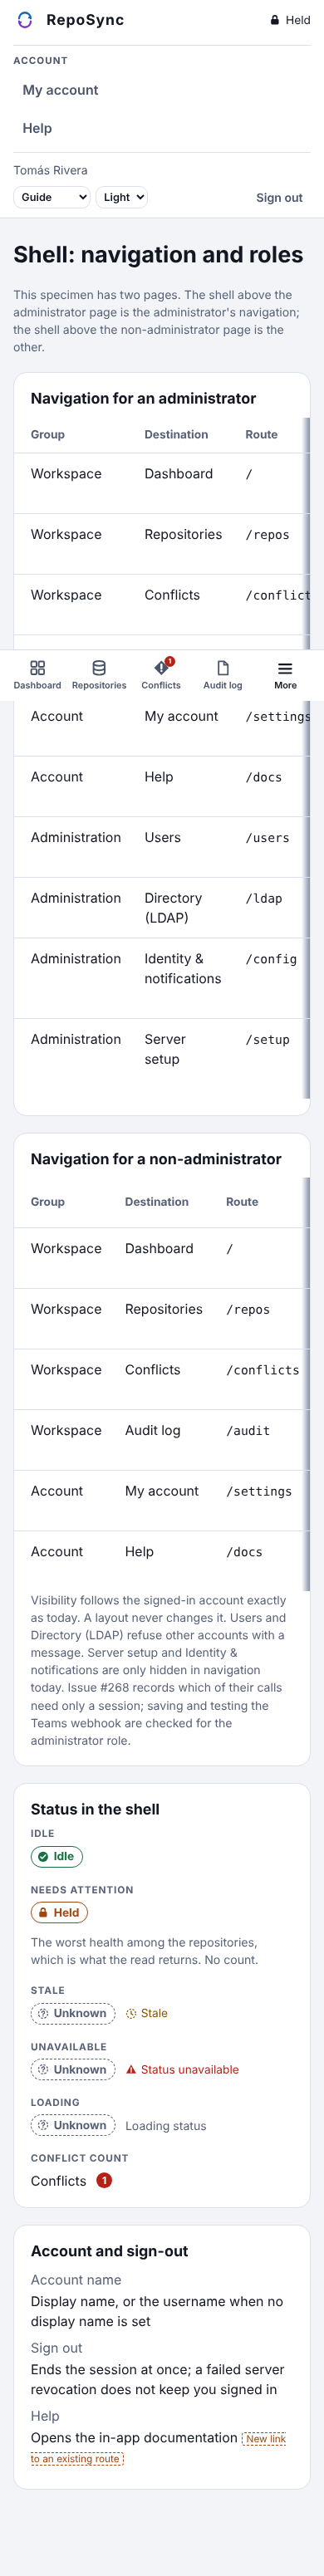 RepoSync
Held
ACCOUNT
My account
Help
Tomás Rivera
Guide
Light
Sign out
Shell: navigation and roles
This specimen has two pages. The shell above the
administrator page is the administrator's navigation;
the shell above the non-administrator page is the
other.
Navigation for an administrator
Group Destination Route
Workspace Dashboard /
Workspace Repositories /repos
Workspace Conflicts /conflict
Dashboard Repositories Conflicts 1 Audit log More
Account My account /settings
Account Help /docs
Administration Users /users
Administration Directory /ldap
(LDAP)
Administration Identity & /config
notifications
Administration Server /setup
setup
Navigation for a non-administrator
Group Destination Route
Workspace Dashboard /
Workspace Repositories /repos
Workspace Conflicts /conflicts
Workspace Audit log /audit
Account My account /settings
Account Help /docs
Visibility follows the signed-in account exactly
as today. A layout never changes it. Users and
Directory (LDAP) refuse other accounts with a
message. Server setup and Identity &
notifications are only hidden in navigation
today. Issue #268 records which of their calls
need only a session; saving and testing the
Teams webhook are checked for the
administrator role.
Status in the shell
IDLE
Idle
NEEDS ATTENTION
Held
The worst health among the repositories,
which is what the read returns. No count.
STALE
Unknown Stale
UNAVAILABLE
Unknown Status unavailable
LOADING
Unknown Loading status
CONFLICT COUNT
Conflicts 1
Account and sign-out
Account name
Display name, or the username when no
display name is set
Sign out
Ends the session at once; a failed server
revocation does not keep you signed in
Help
Opens the in-app documentation New link
to an existing route